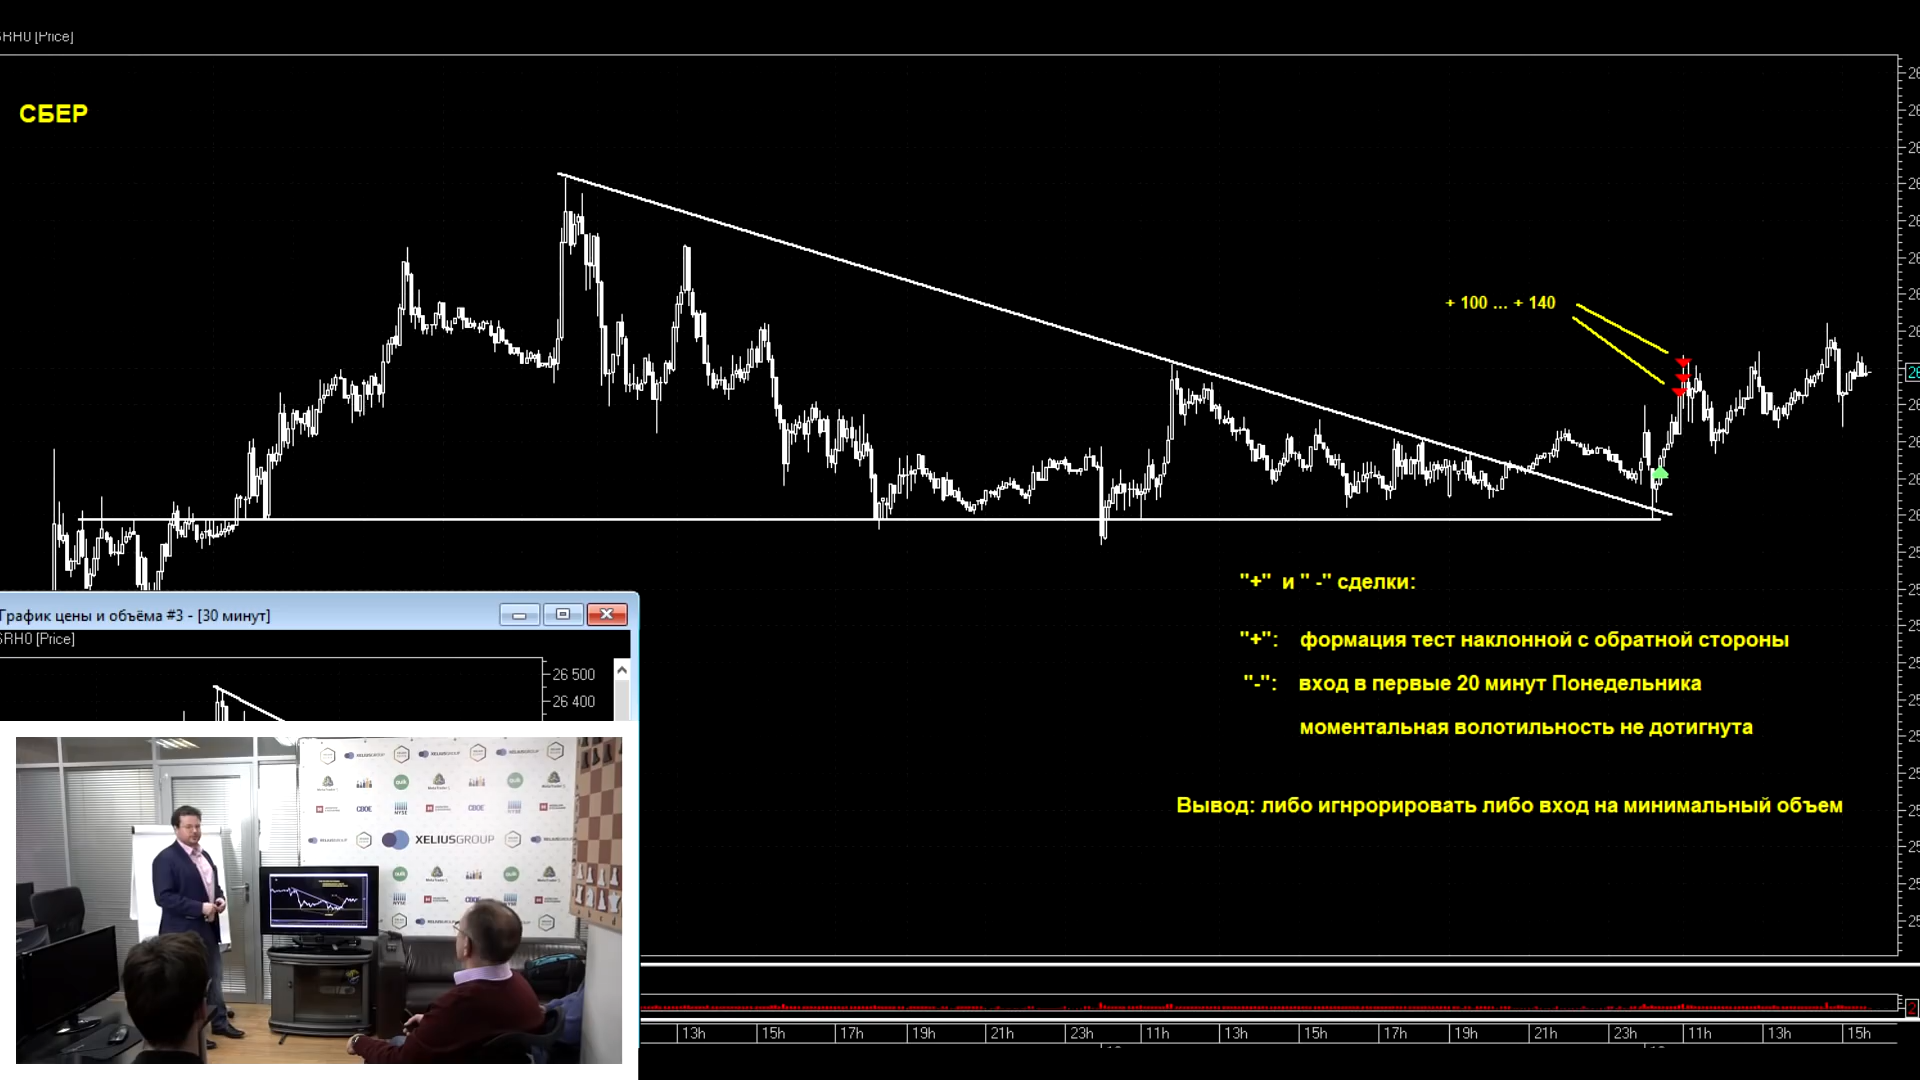 SRH0 [Price]
СБЕР
+ 100 ... + 140
"+" и " -" сделки:
"+": формация тест наклонной с обратной стороны
"-": вход в первые 20 минут Понедельника
моментальная волотильность не дотигнута
Вывод: либо игнрорировать либо вход на минимальный объем
График цены и объёма #3 - [30 минут]
SRH0 [Price]
26 500
26 400
XELIUSGROUP
13h 15h 17h 19h 21h 23h 11h 13h 15h 17h 19h 21h 23h 11h 13h 15h